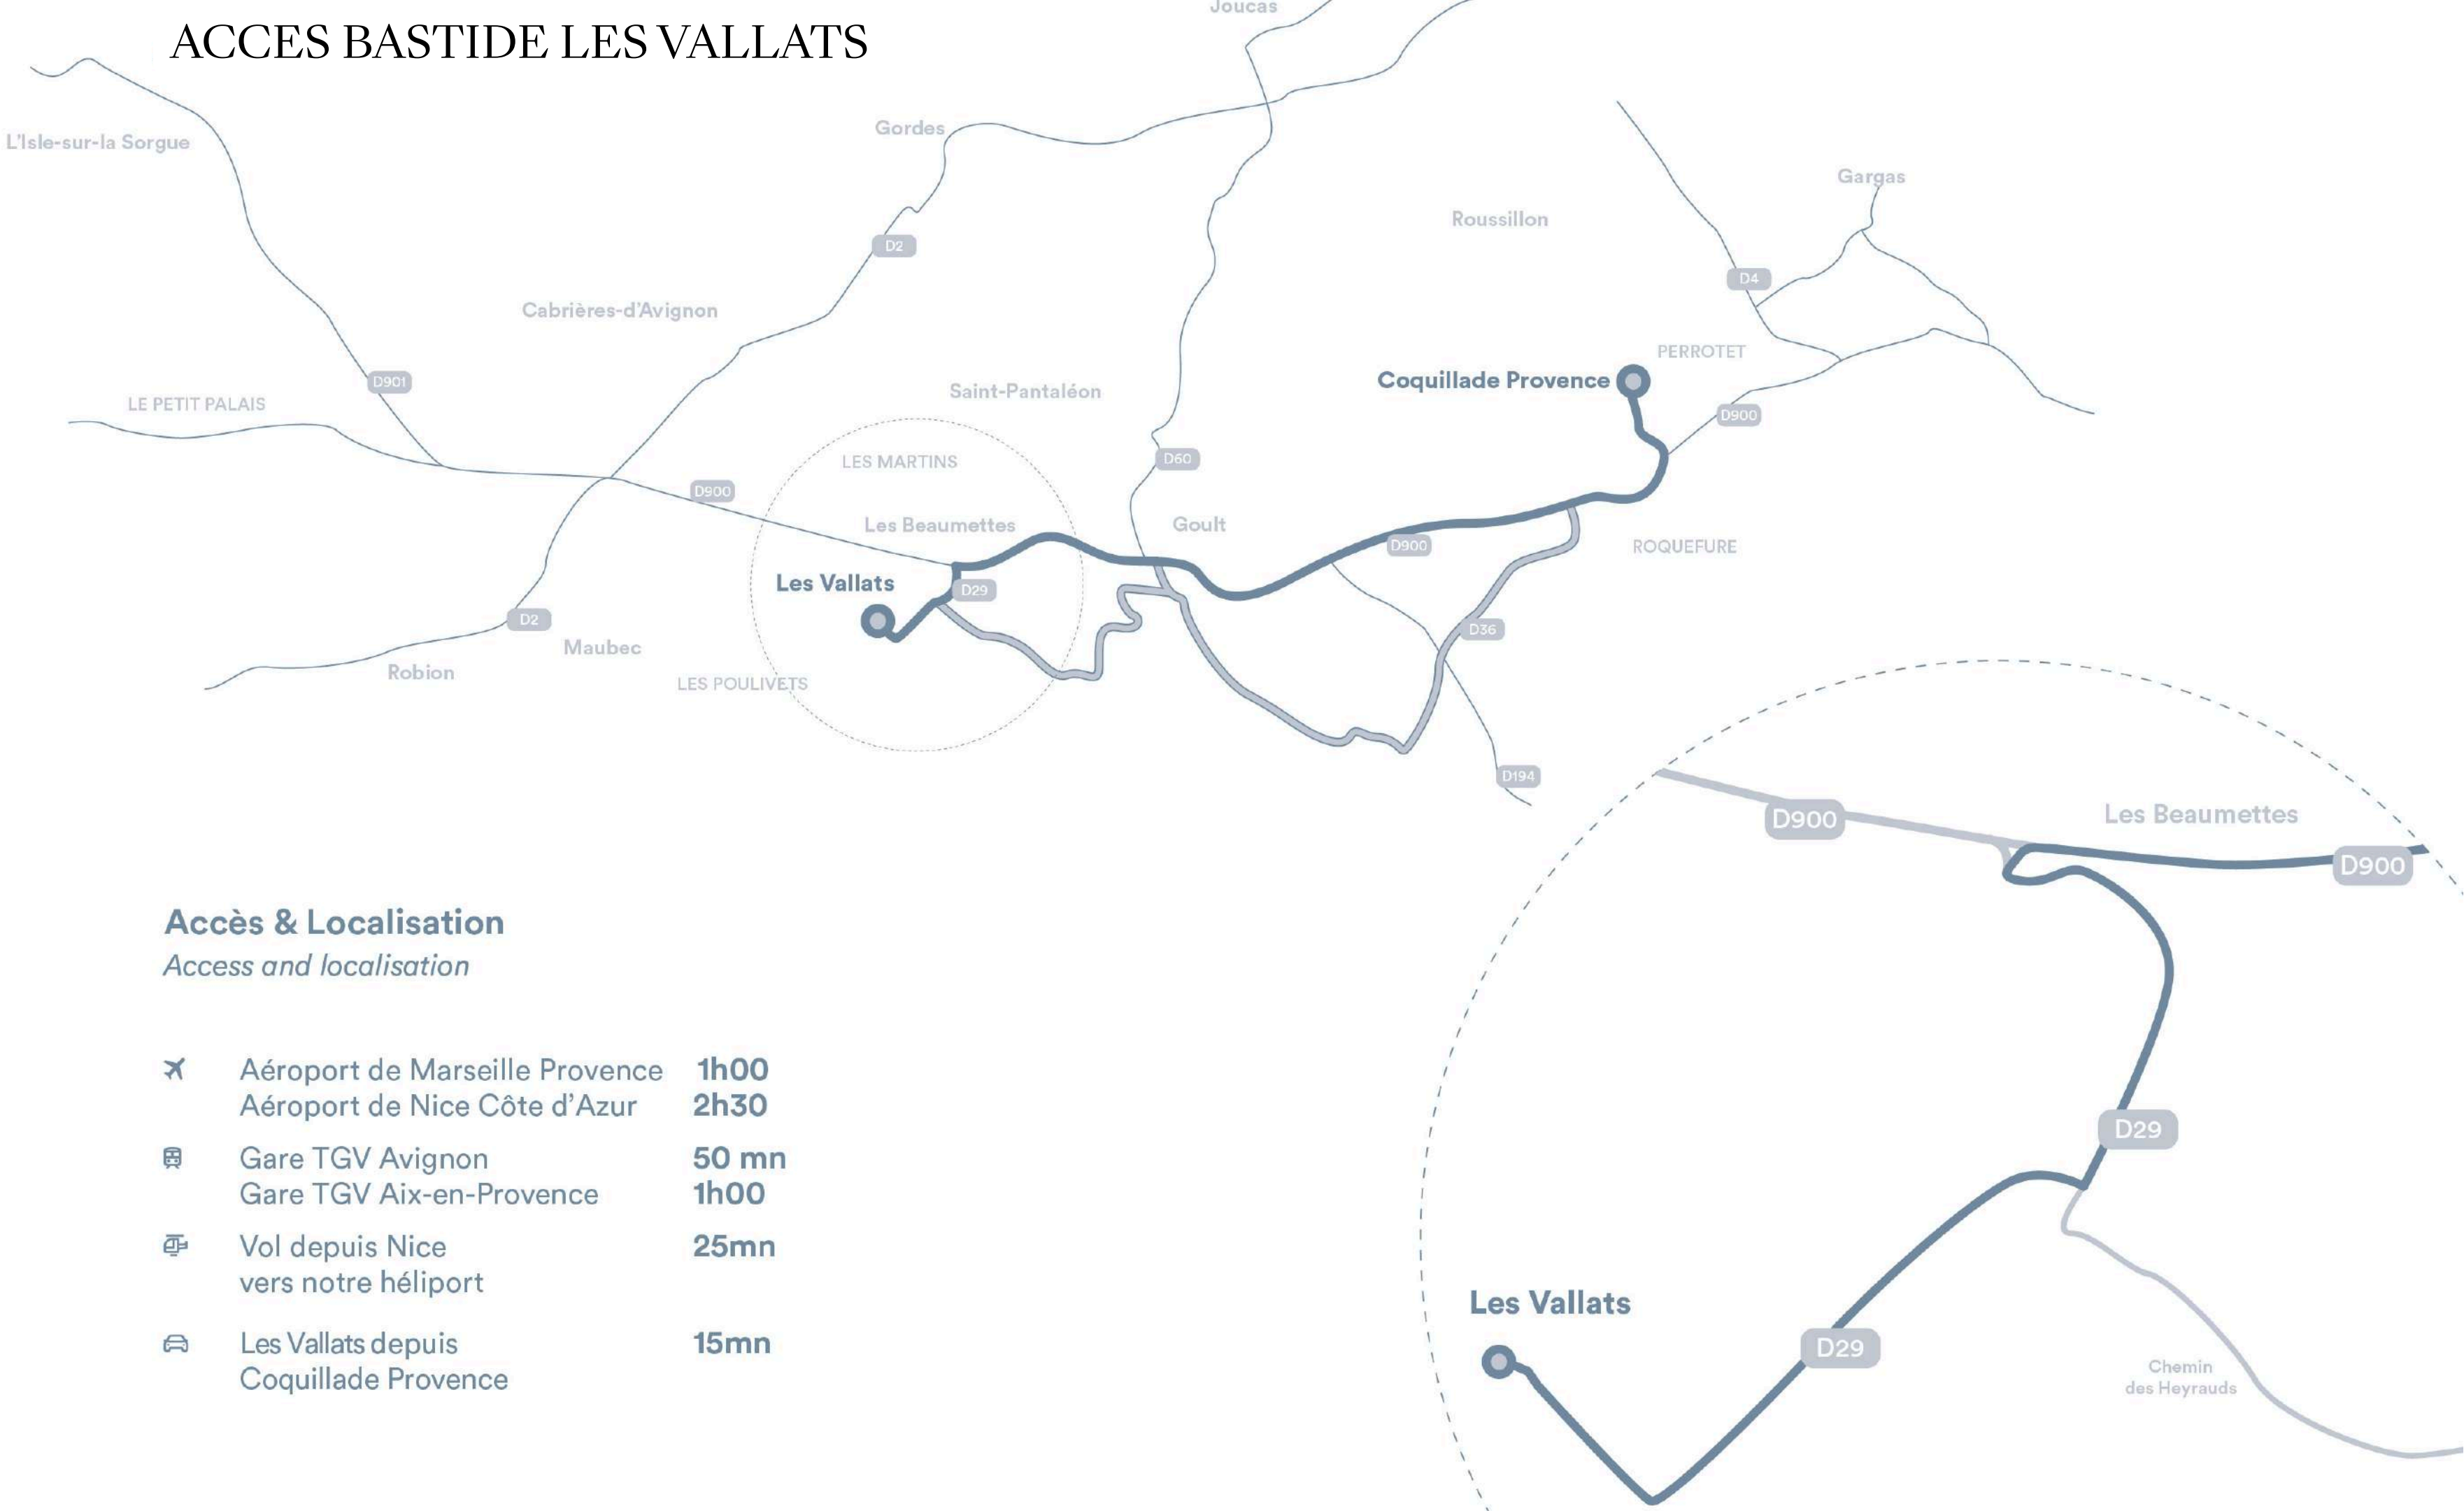 ACCES BASTIDE LES VALLATS
Joucas
L'Isle-sur-la Sorgue
Gordes
Gargas
Roussillon
D2
D4
Cabrières-d'Avignon
PERROTET
Coquillade Provence
D901
Saint-Pantaléon
LE PETIT PALAIS
D900
LES MARTINS
D60
D900
Les Beaumettes
Goult
D900
ROQUEFURE
Les Vallats
D29
D2
D36
Maubec
Robion
LES POULIVETS
D194
D900
Les Beaumettes
D900
D29
Les Vallats
D29
Chemin
des Heyrauds
Accès & Localisation
Access and localisation
Aéroport de Marseille Provence 1h00
Aéroport de Nice Côte d'Azur 2h30
Gare TGV Avignon 50 mn
Gare TGV Aix-en-Provence 1h00
Vol depuis Nice 25mn
vers notre héliport
Les Vallats depuis 15mn
Coquillade Provence